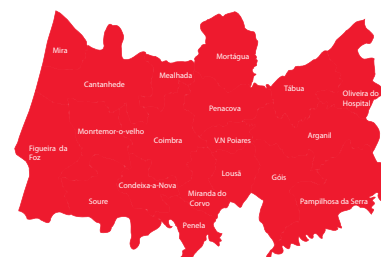 Mira
Mortágua
Mealhada
Cantanhede
Tábua
Oliveira do
Hospital
Penacova
Monrtemor-o-velho
Coimbra
V.N Poiares
Arganil
Figueira da
Foz
Lousã
Góis
Condeixa-a-Nova
Miranda do
Corvo
Soure
Pampilhosa da Serra
Penela